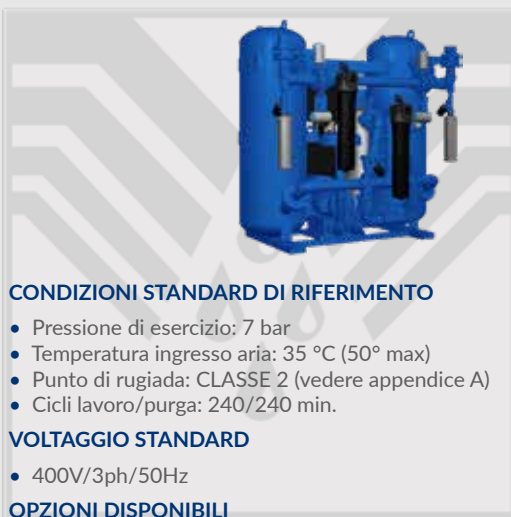 CONDIZIONI STANDARD DI RIFERIMENTO
• Pressione di esercizio: 7 bar
• Temperatura ingresso aria: 35 °C (50° max)
• Punto di rugiada: CLASSE 2 (vedere appendice A)
• Cicli lavoro/purga: 240/240 min.
VOLTAGGIO STANDARD
• 400V/3ph/50Hz
OPZIONI DISPONIBILI